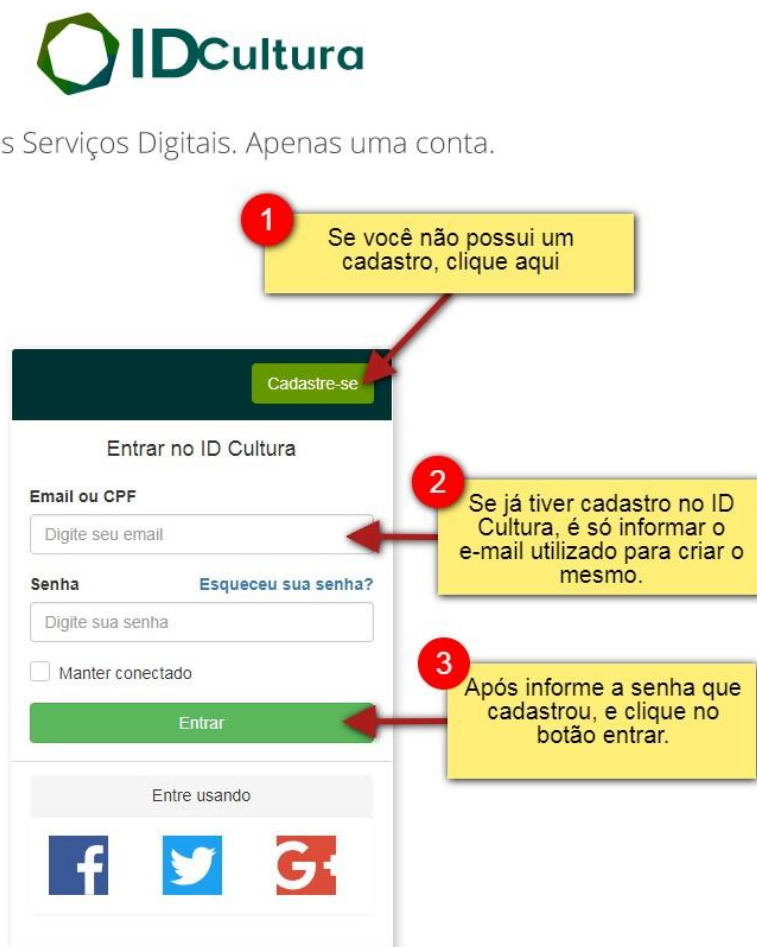 IDCultura
s Serviços Digitais. Apenas uma conta.
1
Se você não possui um
cadastro, clique aqui
Cadastre-se
Entrar no ID Cultura
Email ou CPF
Digite seu email
2
Se já tiver cadastro no ID
Cultura, é só informar o
e-mail utilizado para criar o
mesmo.
Senha Esqueceu sua senha?
Digite sua senha
Manter conectado
3
Após informe a senha que
cadastrou, e clique no
botão entrar.
Entrar
Entre usando
f
G+